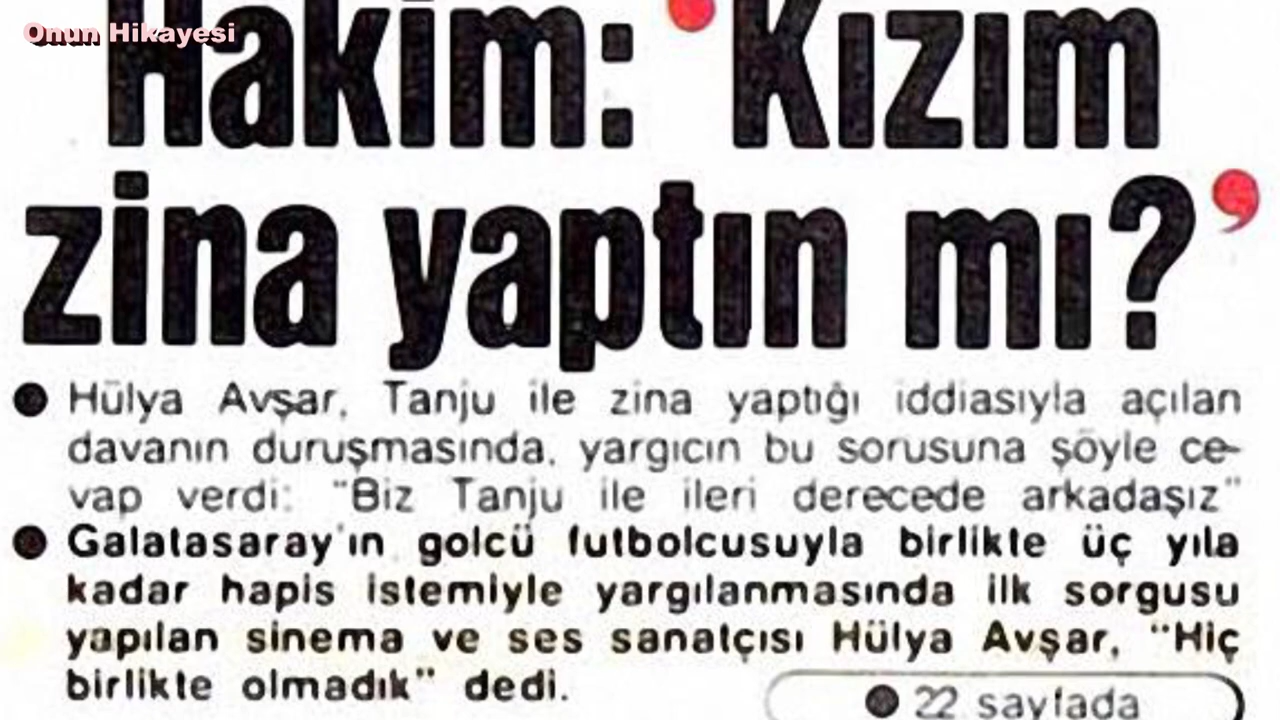 Onun Hikayesi
Hakim: ‘Kızım
zina yaptın mı?’
● Hülya Avşar, Tanju ile zina yaptığı iddiasıyla açılan
davanın duruşmasında, yargıcın bu sorusuna şöyle ce-
vap verdi: “Biz Tanju ile ileri derecede arkadaşız”
● Galatasaray'ın golcü futbolcusuyla birlikte üç yıla
kadar hapis istemiyle yargılanmasında ilk sorgusu
yapılan sinema ve ses sanatçısı Hülya Avşar, “Hiç
birlikte olmadık” dedi.
● 22 sayfada